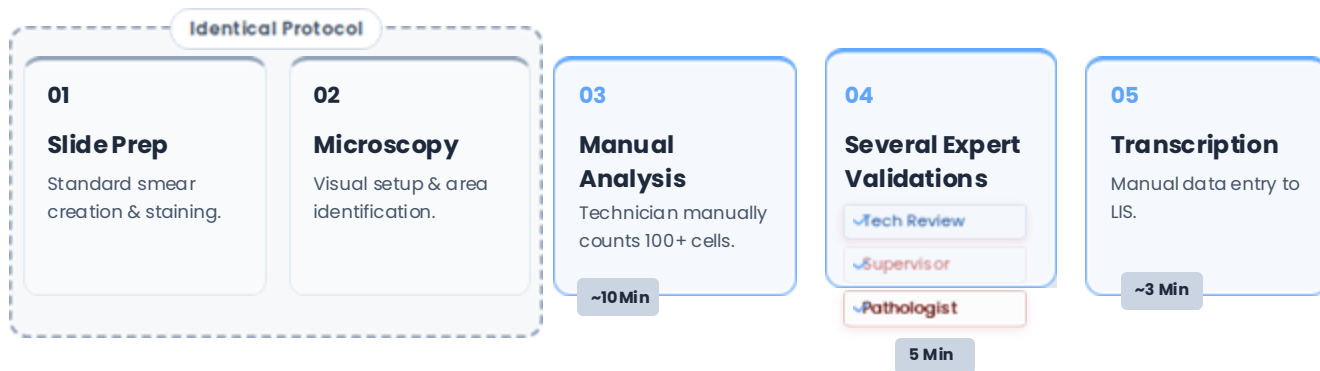 Identical Protocol
01
Slide Prep
Standard smear
creation & staining.
02
Microscopy
Visual setup & area
identification.
03
Manual
Analysis
Technician manually
counts 100+ cells.
~10 Min
04
Several Expert
Validations
Tech Review
Supervisor
Pathologist
5 Min
05
Transcription
Manual data entry to
LIS.
~3 Min